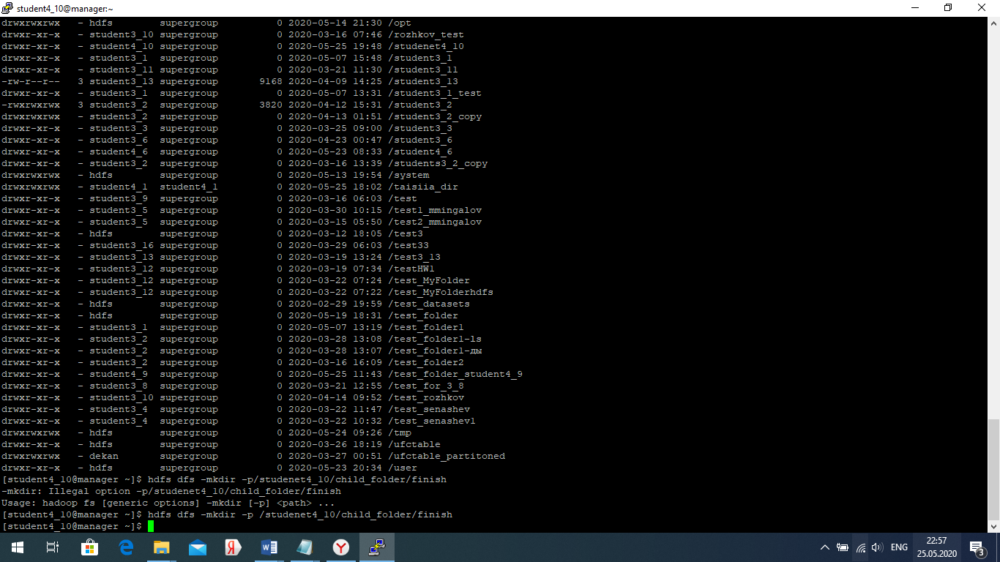 student4_10@manager:~
drwxrwxrwx - hdfs supergroup 0 2020-05-14 21:30 /opt
drwxr-xr-x - student3_10 supergroup 0 2020-03-16 07:46 /rozhkov_test
drwxr-xr-x - student4_10 supergroup 0 2020-05-25 19:48 /studenet4_10
drwxr-xr-x - student3_1 supergroup 0 2020-05-07 15:48 /student3_1
drwxr-xr-x - student3_11 supergroup 0 2020-03-21 11:30 /student3_11
-rw-r--r-- 3 student3_13 supergroup 9168 2020-04-09 14:25 /student3_13
drwxr-xr-x - student3_1 supergroup 0 2020-05-07 13:31 /student3_1_test
-rwxrwxrwx 3 student3_2 supergroup 3820 2020-04-12 15:31 /student3_2
drwxrwxrwx - student3_2 supergroup 0 2020-04-13 01:51 /student3_2_copy
drwxr-xr-x - student3_3 supergroup 0 2020-03-25 09:00 /student3_3
drwxr-xr-x - student3_6 supergroup 0 2020-04-23 00:47 /student3_6
drwxr-xr-x - student4_6 supergroup 0 2020-05-23 08:33 /student4_6
drwxr-xr-x - student3_2 supergroup 0 2020-03-16 13:39 /students3_2_copy
drwxrwxrwx - hdfs supergroup 0 2020-05-13 19:54 /system
drwxrwxrwx - student4_1 student4_1 0 2020-05-25 18:02 /taisiia_dir
drwxr-xr-x - student3_9 supergroup 0 2020-03-16 06:03 /test
drwxr-xr-x - student3_5 supergroup 0 2020-03-30 10:15 /test1_mmingalov
drwxr-xr-x - student3_5 supergroup 0 2020-03-15 05:50 /test2_mmingalov
drwxr-xr-x - hdfs supergroup 0 2020-03-12 18:05 /test3
drwxr-xr-x - student3_16 supergroup 0 2020-03-29 06:03 /test33
drwxr-xr-x - student3_13 supergroup 0 2020-03-19 13:24 /test3_13
drwxr-xr-x - student3_12 supergroup 0 2020-03-19 07:34 /testHW1
drwxr-xr-x - student3_12 supergroup 0 2020-03-22 07:24 /test_MyFolder
drwxr-xr-x - student3_12 supergroup 0 2020-03-22 07:22 /test_MyFolderhdfs
drwxr-xr-x - hdfs supergroup 0 2020-02-29 19:59 /test_datasets
drwxr-xr-x - hdfs supergroup 0 2020-05-19 18:31 /test_folder
drwxr-xr-x - student3_1 supergroup 0 2020-05-07 13:19 /test_folder1
drwxr-xr-x - student3_2 supergroup 0 2020-03-28 13:08 /test_folder1-ls
drwxr-xr-x - student3_2 supergroup 0 2020-03-28 13:07 /test_folder1-ды
drwxr-xr-x - student3_2 supergroup 0 2020-03-16 16:09 /test_folder2
drwxr-xr-x - student4_9 supergroup 0 2020-05-25 11:43 /test_folder_student4_9
drwxr-xr-x - student3_8 supergroup 0 2020-03-21 12:55 /test_for_3_8
drwxr-xr-x - student3_10 supergroup 0 2020-04-14 09:52 /test_rozhkov
drwxr-xr-x - student3_4 supergroup 0 2020-03-22 11:47 /test_senashev
drwxr-xr-x - student3_4 supergroup 0 2020-03-22 10:32 /test_senashev1
drwxrwxrwx - hdfs supergroup 0 2020-05-24 09:26 /tmp
drwxr-xr-x - hdfs supergroup 0 2020-03-26 18:19 /ufctable
drwxrwxrwx - dekan supergroup 0 2020-03-27 00:51 /ufctable_partitoned
drwxr-xr-x - hdfs supergroup 0 2020-05-23 20:34 /user
[student4_10@manager ~]$ hdfs dfs -mkdir -p/studenet4_10/child_folder/finish
-mkdir: Illegal option -p/studenet4_10/child_folder/finish
Usage: hadoop fs [generic options] -mkdir [-p] <path> ...
[student4_10@manager ~]$ hdfs dfs -mkdir -p /studenet4_10/child_folder/finish
[student4_10@manager ~]$
ENG
22:57
25.05.2020
3